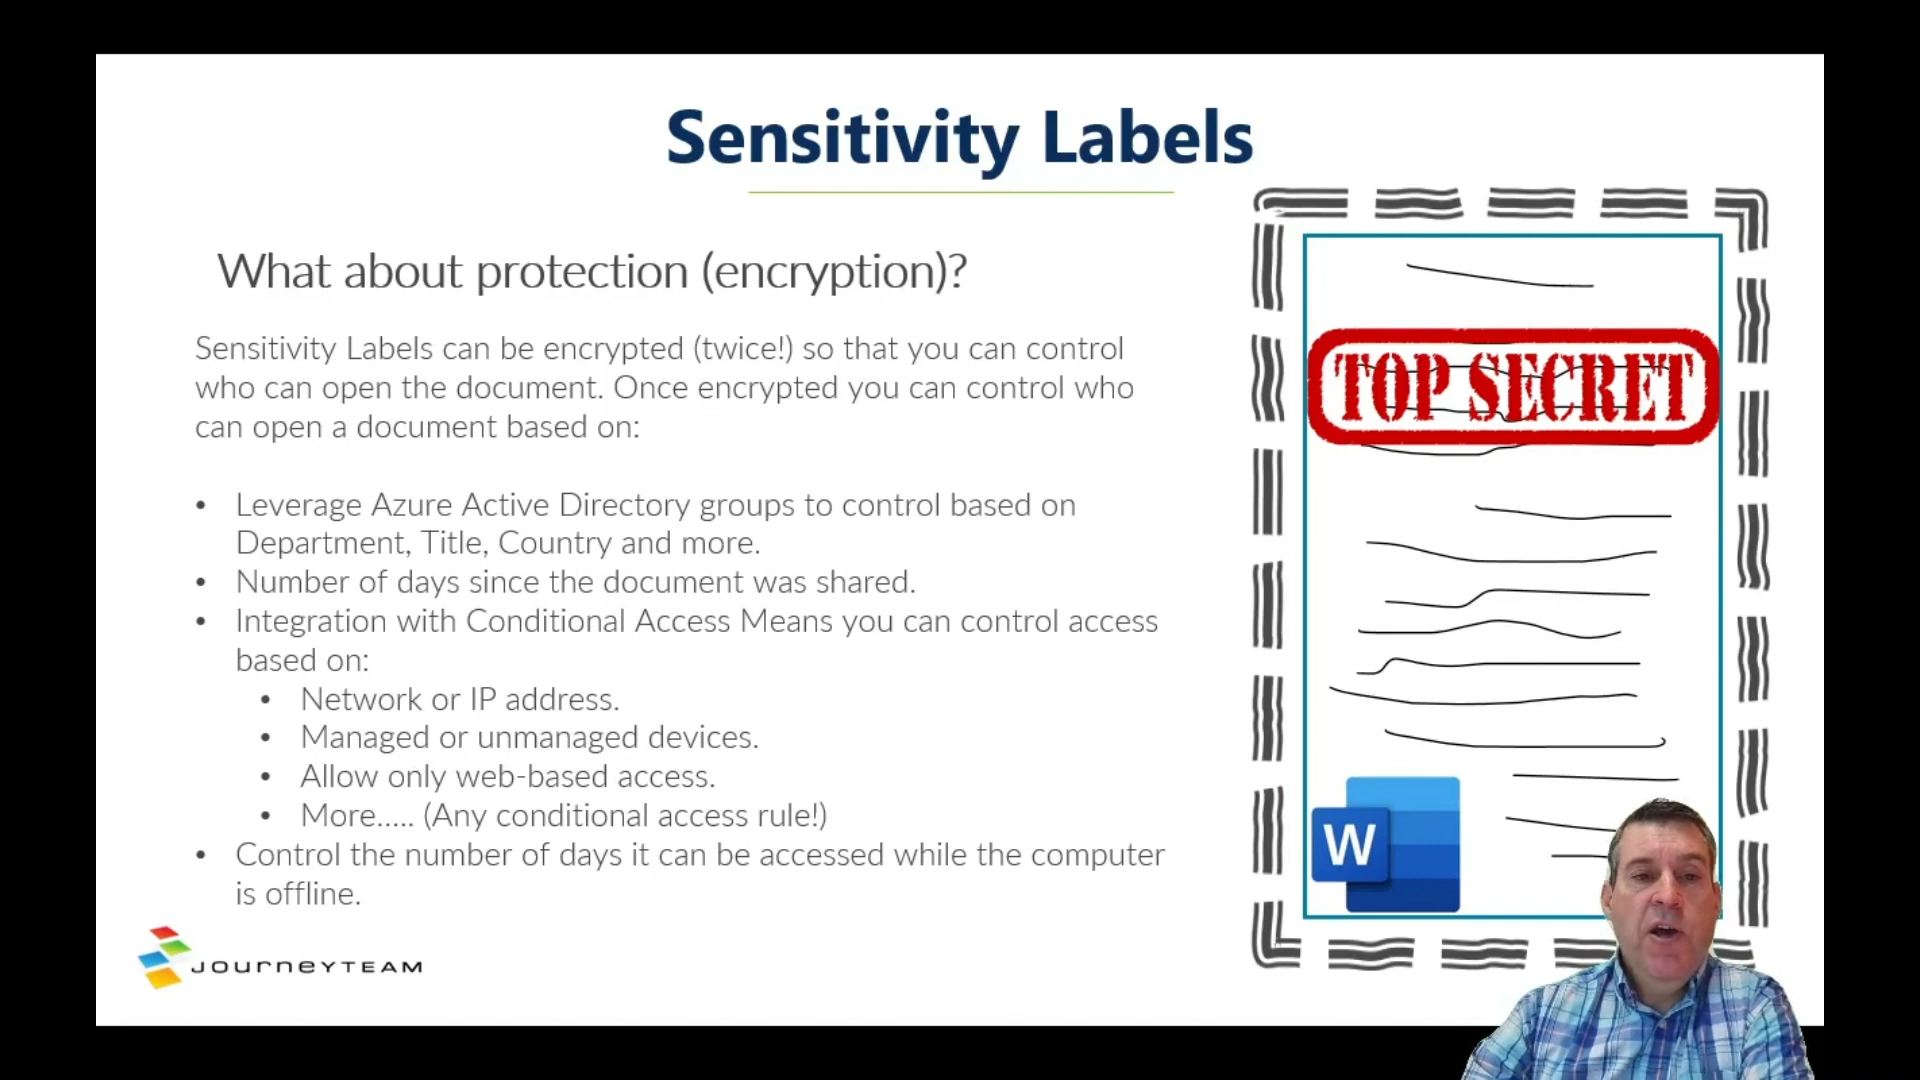 Sensitivity Labels
What about protection (encryption)?
Sensitivity Labels can be encrypted (twice!) so that you can control
who can open the document. Once encrypted you can control who
can open a document based on:
• Leverage Azure Active Directory groups to control based on
Department, Title, Country and more.
• Number of days since the document was shared.
• Integration with Conditional Access Means you can control access
based on:
• Network or IP address.
• Managed or unmanaged devices.
• Allow only web-based access.
• More..... (Any conditional access rule!)
• Control the number of days it can be accessed while the computer
is offline.
TOP SECRET
W
JOURNEYTEAM